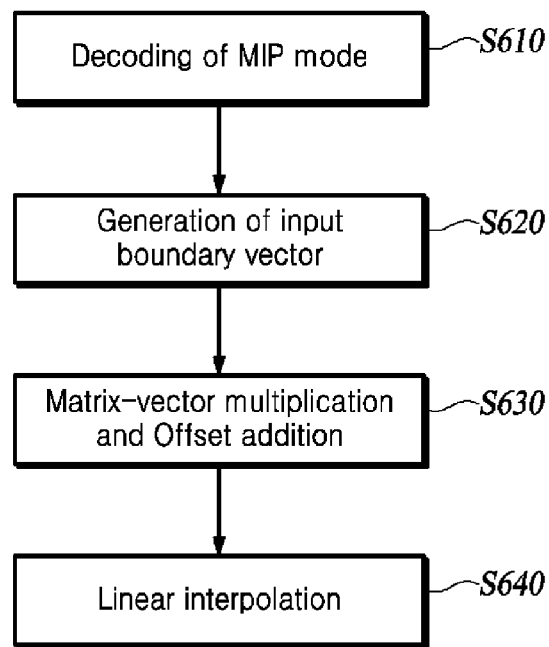 Decoding of MIP mode
S610
Generation of input
boundary vector
S620
Matrix-vector multiplication
and Offset addition
S630
Linear interpolation
S640